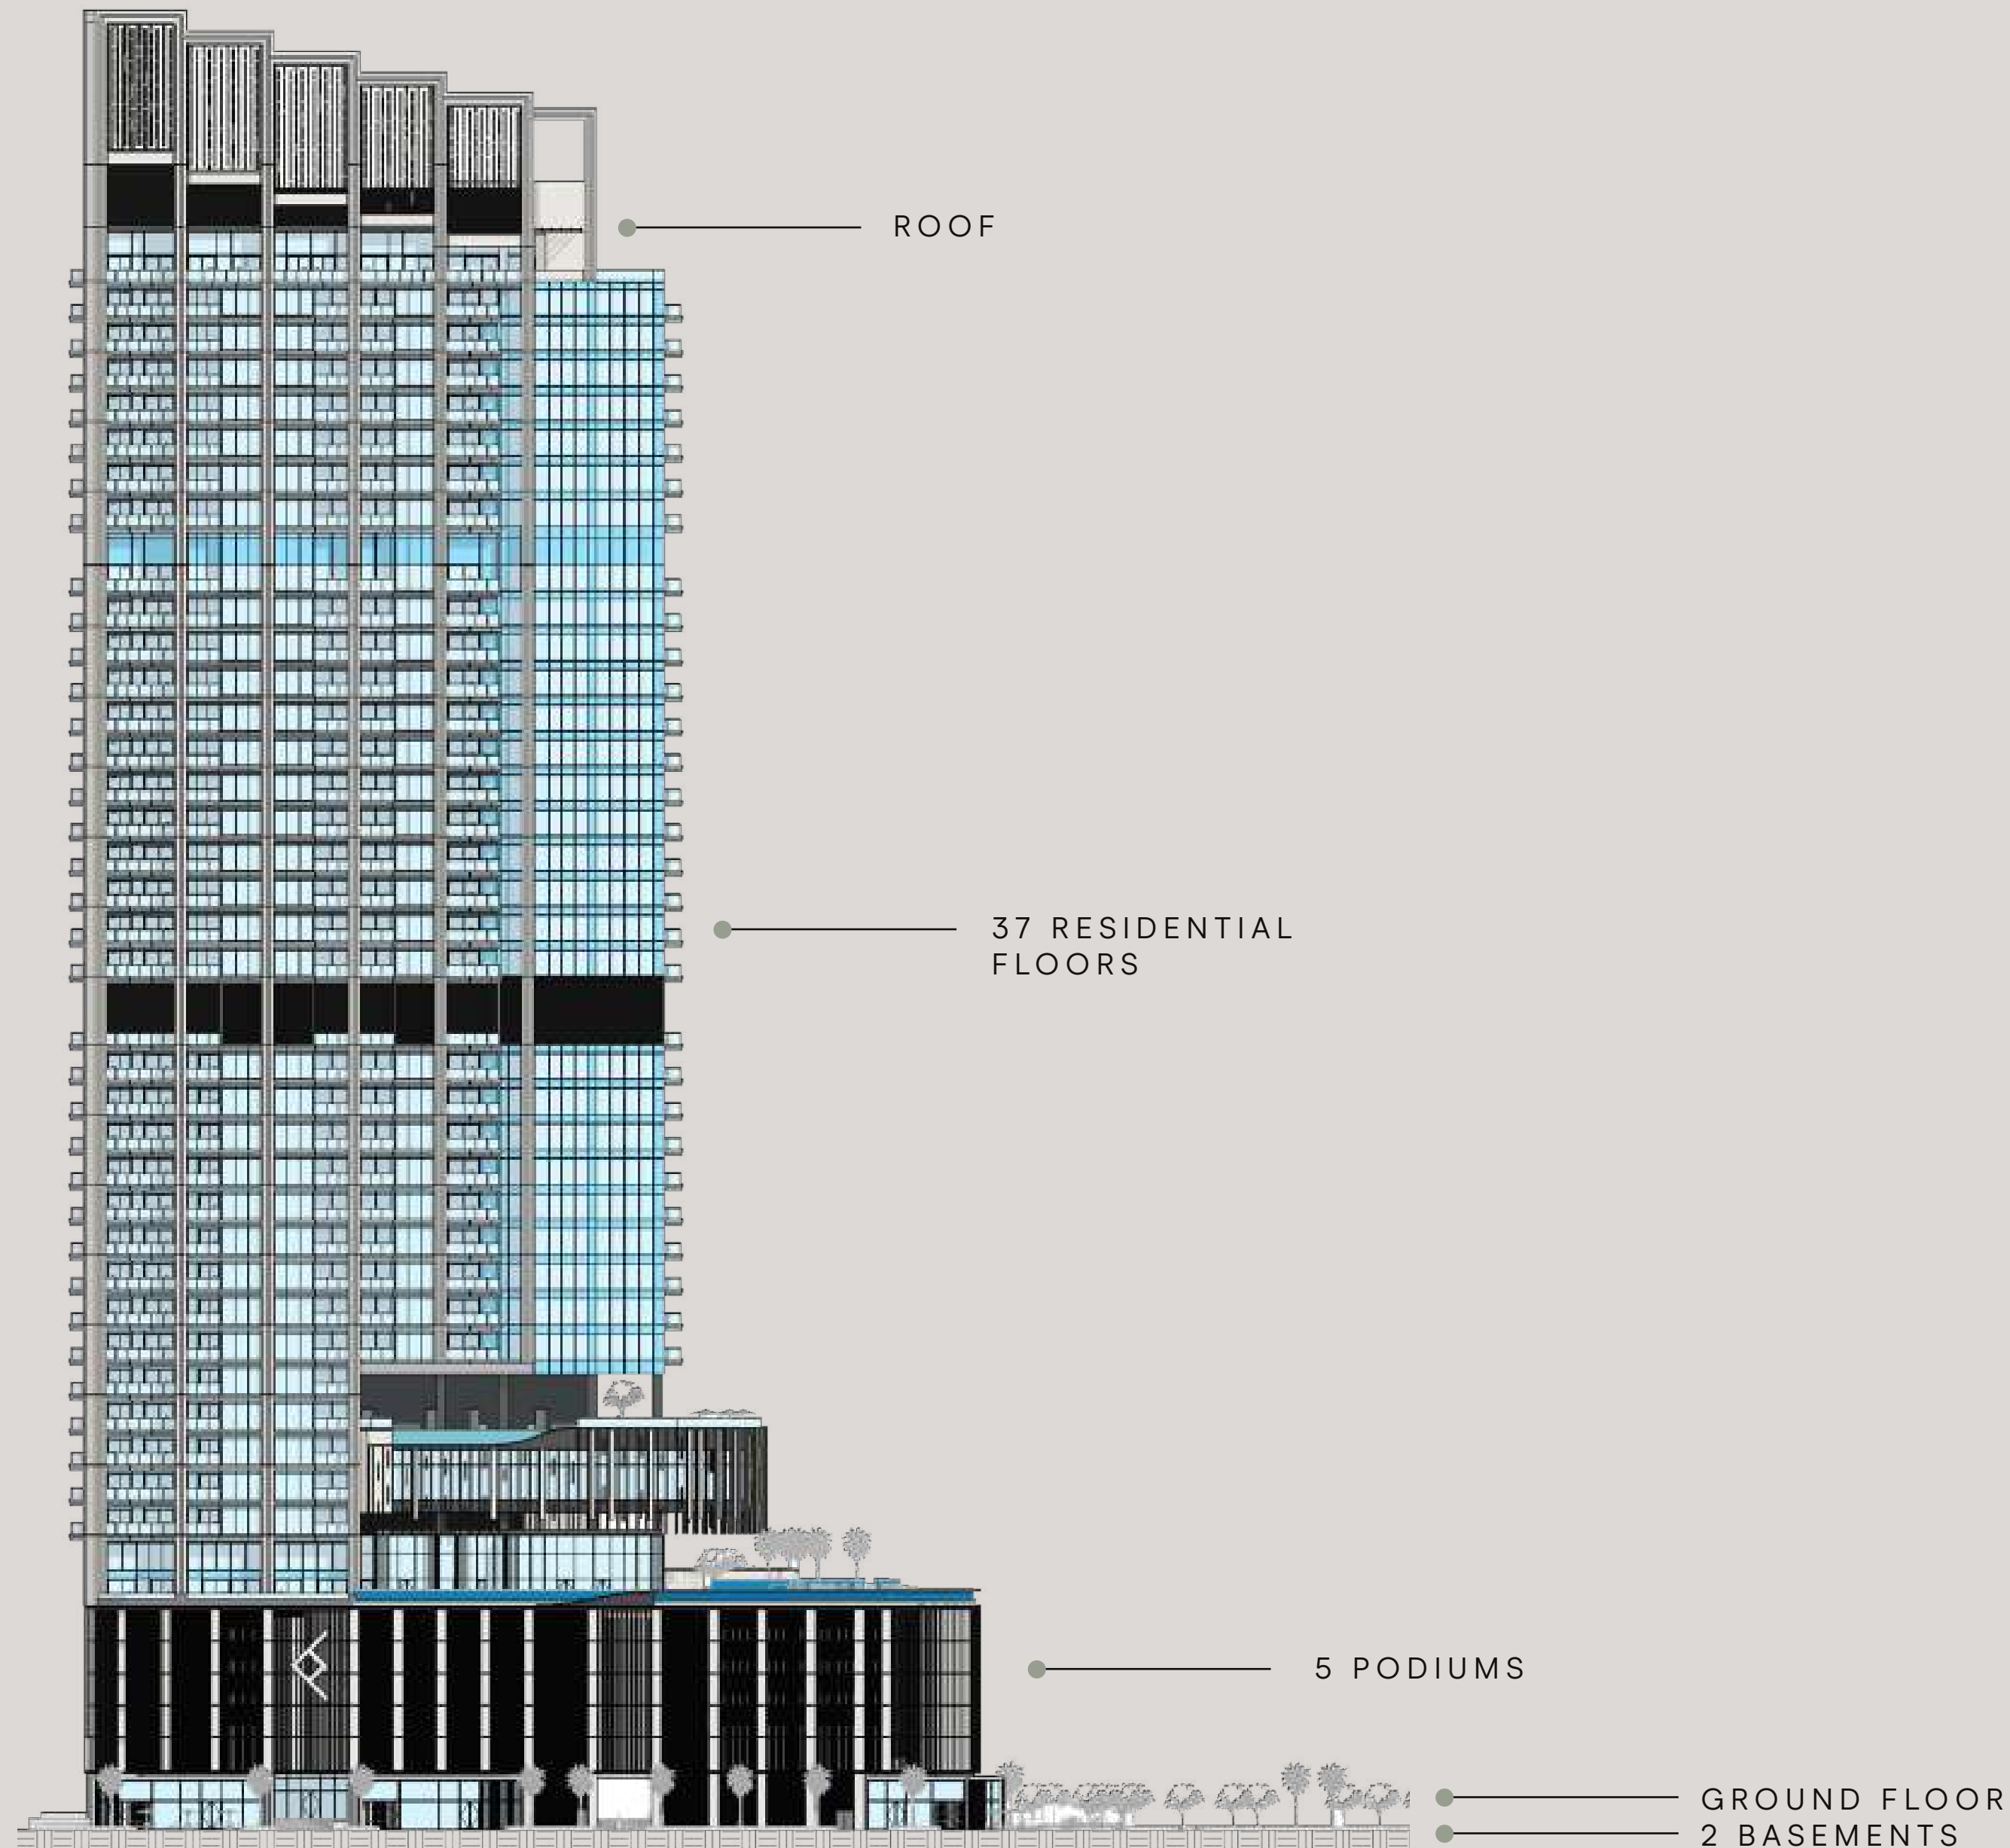 ROOF
37 RESIDENTIAL
FLOORS
5 PODIUMS
GROUND FLOOR
2 BASEMENTS